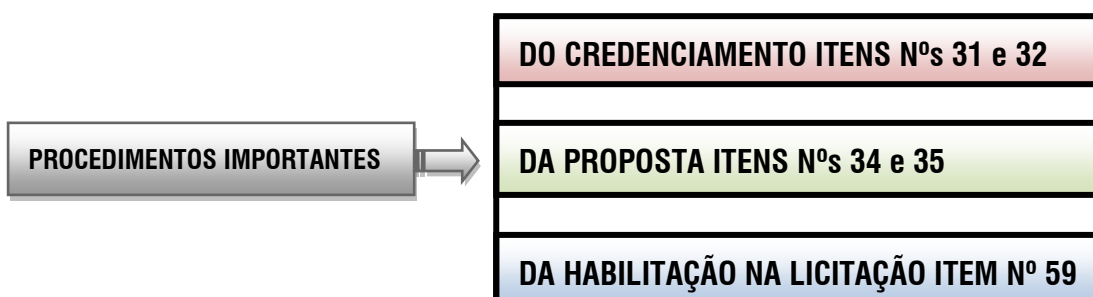 PROCEDIMENTOS IMPORTANTES
DO CREDENCIAMENTO ITENS Nºs 31 e 32
DA PROPOSTA ITENS Nºs 34 e 35
DA HABILITAÇÃO NA LICITAÇÃO ITEM Nº 59